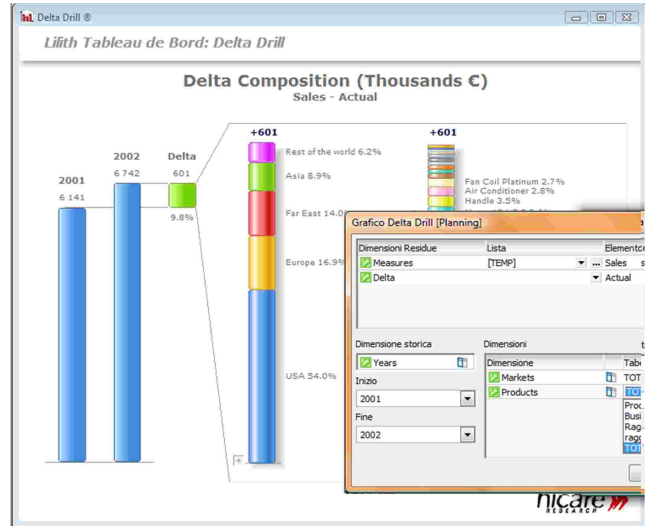 Delta Drill ®
Lilith Tableau de Bord: Delta Drill
Delta Composition (Thousands €)
Sales - Actual
+601
+601
Rest of the world 6.2%
2002
Delta
6 742
601
Asia 8.9%
2001
6 141
Fan Coil Platinum 2.7%
Air Conditioner 2.8%
Handle 3.5%
9.8%
Far East 14.0%
Europe 16.9%
USA 54.0%
Grafico Delta Drill [Planning]
Dimensioni Residue
Lista
Measures
[TEMP]
...
Sales
Delta
Actual
Dimensione storica
Dimensioni
Years
Dimensione
Inizio
Markets
TOT
2001
Products
TOT
Fine
2002
TOT
nicare
RESEARCH